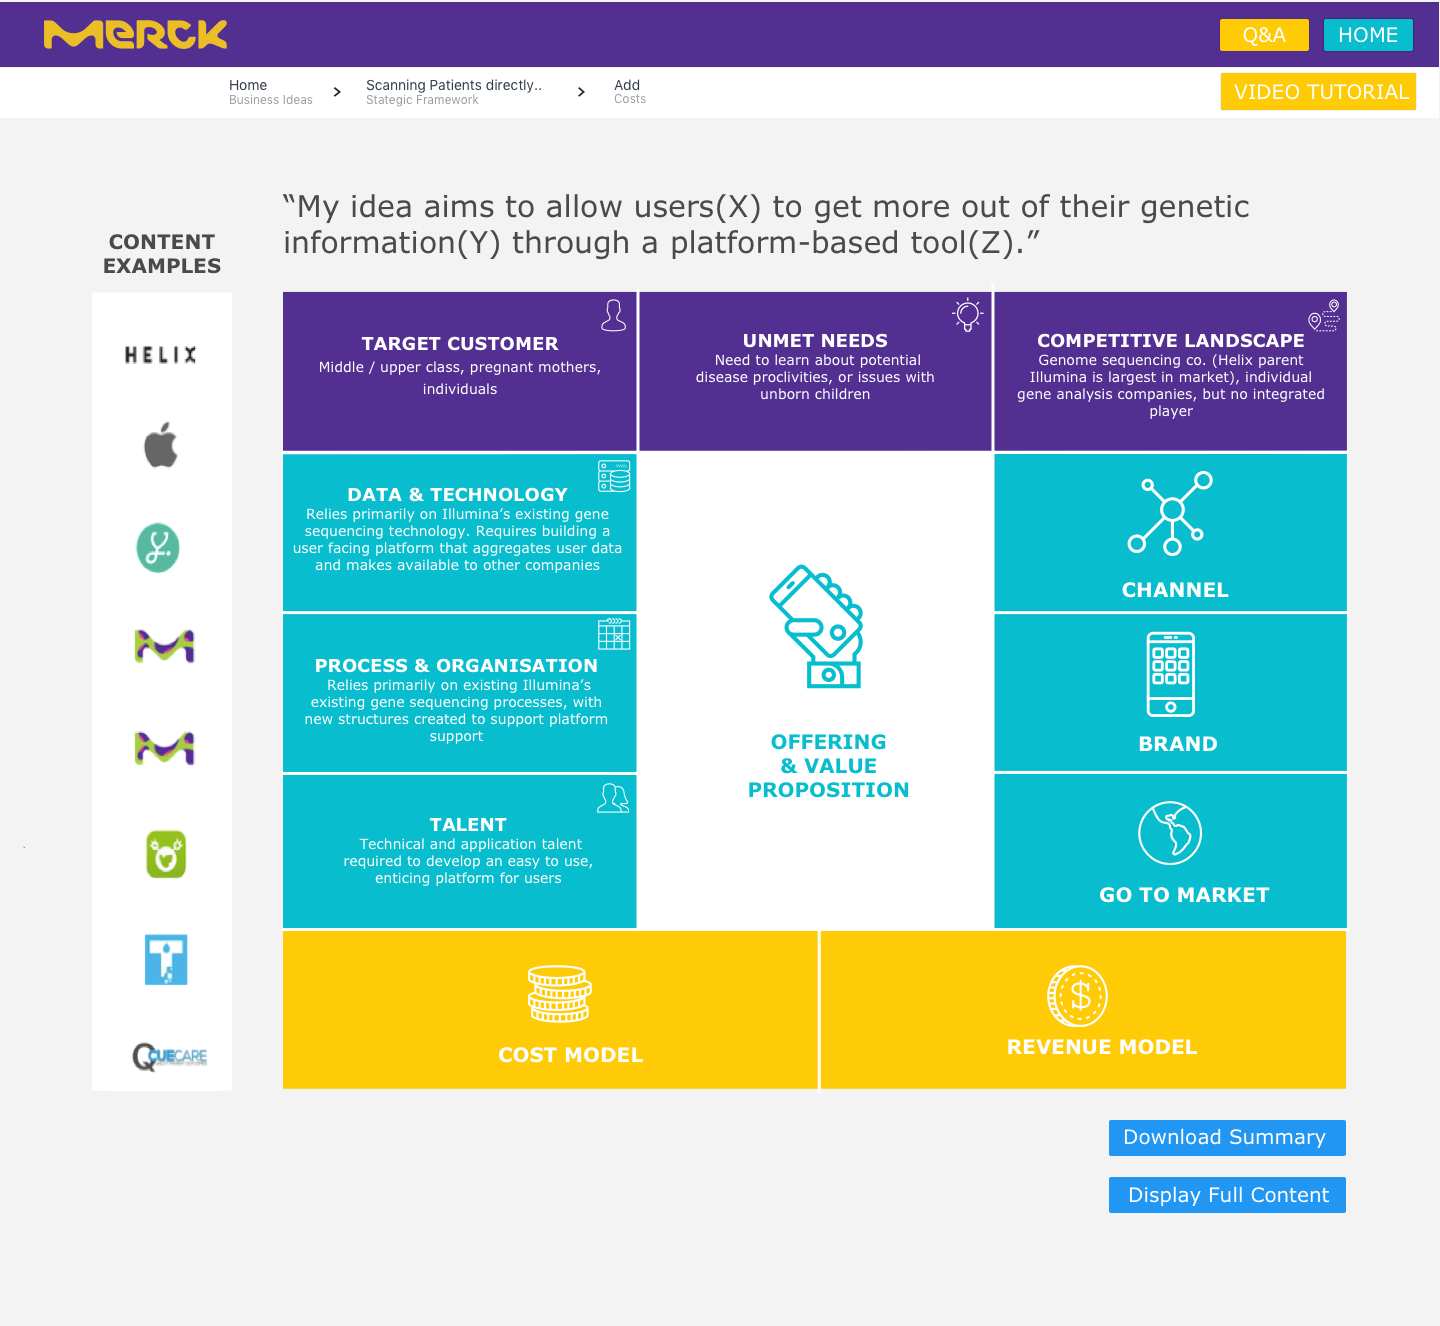 MERCK
Q&A
HOME
Home
Business Ideas
Scanning Patients directly..
Stategic Framework
Add
Costs
VIDEO TUTORIAL
“My idea aims to allow users(X) to get more out of their genetic
information(Y) through a platform-based tool(Z).”
CONTENT
EXAMPLES
HELIX
CUECARE
TARGET CUSTOMER
Middle / upper class, pregnant mothers,
individuals
UNMET NEEDS
Need to learn about potential
disease proclivities, or issues with
unborn children
COMPETITIVE LANDSCAPE
Genome sequencing co. (Helix parent
Illumina is largest in market), individual
gene analysis companies, but no integrated
player
DATA & TECHNOLOGY
Relies primarily on Illumina’s existing gene
sequencing technology. Requires building a
user facing platform that aggregates user data
and makes available to other companies
CHANNEL
PROCESS & ORGANISATION
Relies primarily on existing Illumina’s
existing gene sequencing processes, with
new structures created to support platform
support
OFFERING
& VALUE
PROPOSITION
BRAND
TALENT
Technical and application talent
required to develop an easy to use,
enticing platform for users
GO TO MARKET
COST MODEL
REVENUE MODEL
Download Summary
Display Full Content